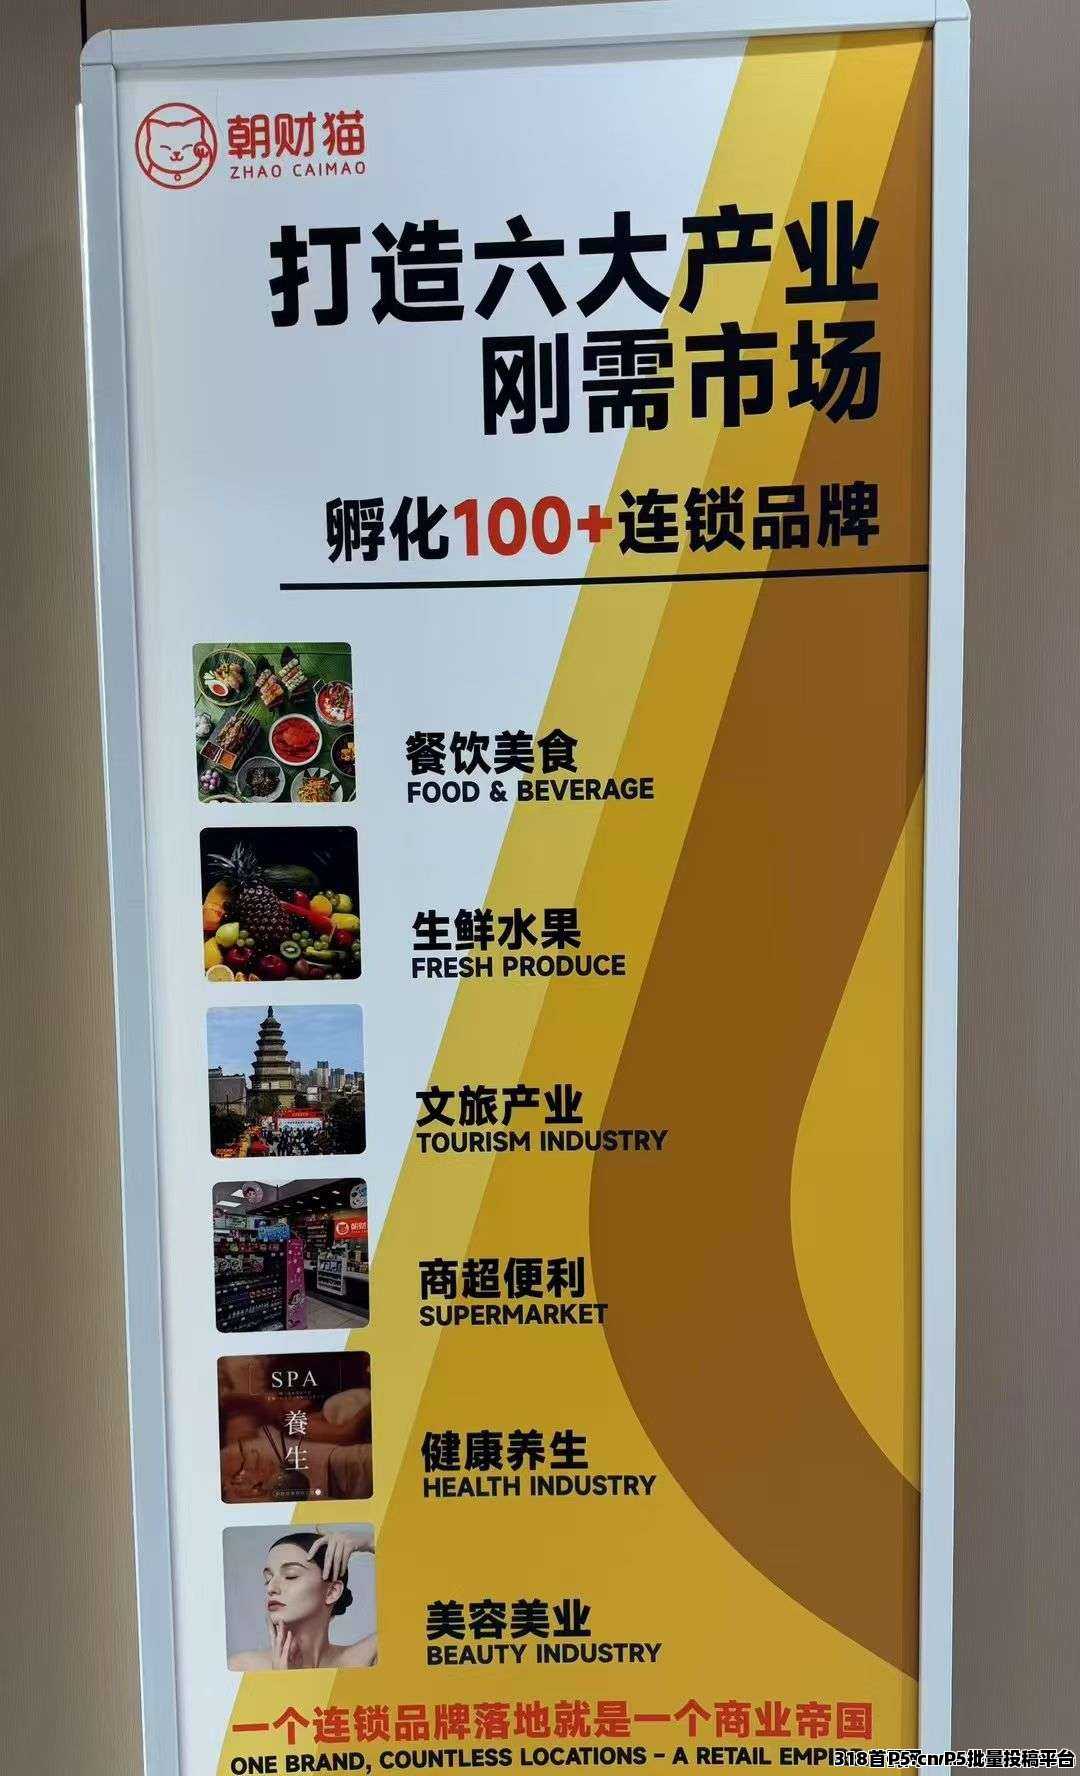 朝财猫
ZHAO CAIMAO
打造六大产业
刚需市场
孵化100+连锁品牌
餐饮美食
FOOD & BEVERAGE
生鲜水果
FRESH PRODUCE
文旅产业
TOURISM INDUSTRY
朝财
商超便利
SUPERMARKET
SPA
養
生
健康养生
HEALTH INDUSTRY
美容美业
BEAUTY INDUSTRY
一个连锁品牌落地就是一个商业帝国
ONE BRAND, COUNTLESS LOCATIONS – A RETAIL EMPI
318首P5.cn/P.5批量投稿平台